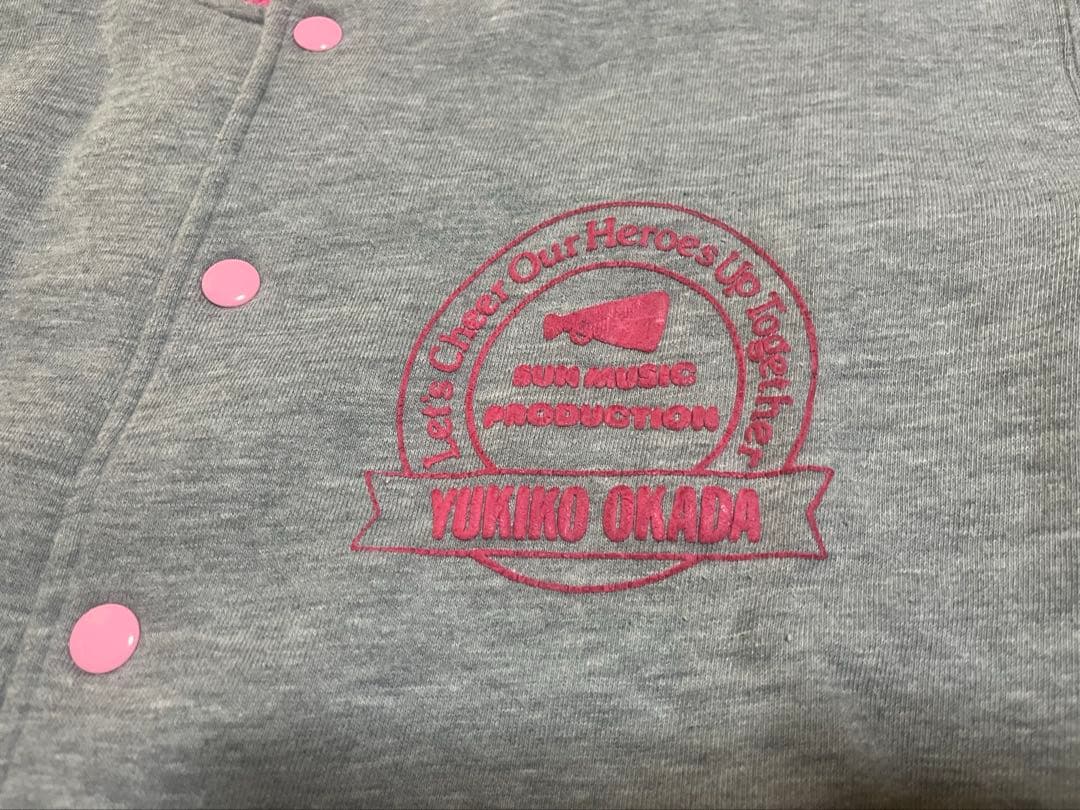 Let's Cheer Our Heroes Up Together
SUN MUSIC
PRODUCTION
YUKIKO OKADA